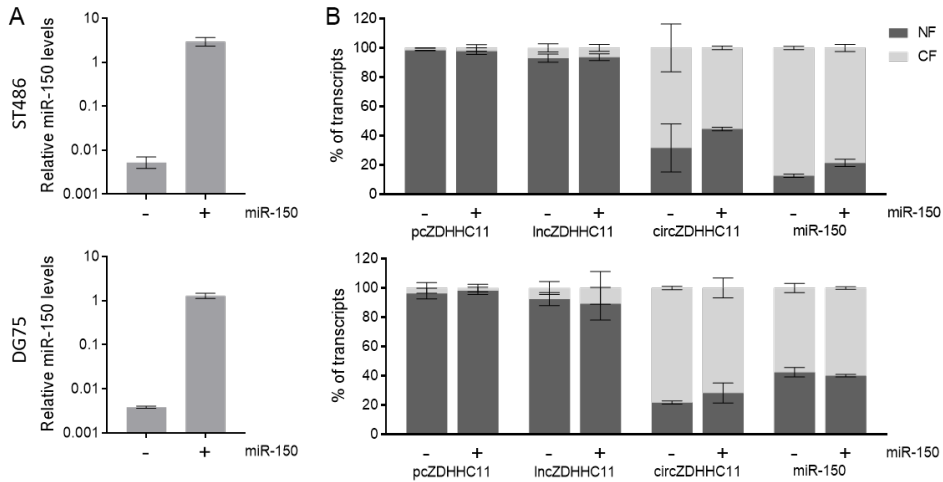 A
ST486
Relative miR-150 levels
10
1
0.1
0.01
0.001
- + miR-150
B
% of transcripts
120
100
80
60
40
20
0
- + - + - + - + miR-150
pcZDHHC11 lncZDHHC11 circZDHHC11 miR-150
NF
CF
DG75
Relative miR-150 levels
10
1
0.1
0.01
0.001
- + miR-150
% of transcripts
120
100
80
60
40
20
0
- + - + - + - + miR-150
pcZDHHC11 lncZDHHC11 circZDHHC11 miR-150